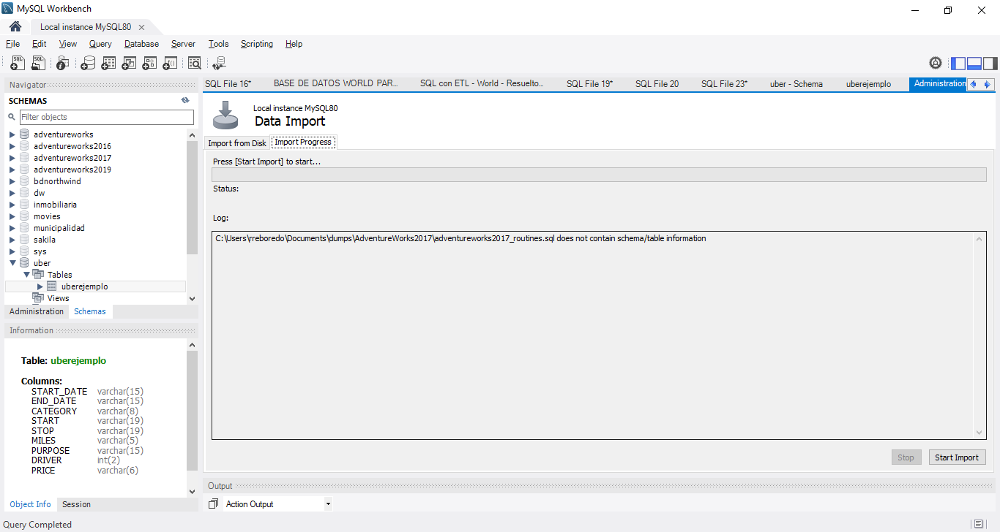 MySQL Workbench
Local instance MySQL80
File Edit View Query Database Server Tools Scripting Help
Navigator
SCHEMAS
Filter objects
adventureworks
adventureworks2016
adventureworks2017
adventureworks2019
bdnorthwind
dw
inmobiliaria
movies
municipalidad
sakila
sys
uber
Tables
uberejemplo
Views
Administration Schemas
Information
Table: uberejemplo
Columns:
START_DATE varchar(15)
END_DATE varchar(15)
CATEGORY varchar(8)
START varchar(19)
STOP varchar(19)
MILES varchar(5)
PURPOSE varchar(15)
DRIVER int(2)
PRICE varchar(6)
Object Info Session
SQL File 16* BASE DE DATOS WORLD PAR... SQL con ETL - World - Resuelto... SQL File 19* SQL File 20 SQL File 23* uber - Schema uberejemplo Administration
Local instance MySQL80
Data Import
Import from Disk Import Progress
Press [Start Import] to start...
Status:
Log:
C:\Users\rreboredo\Documents\dumps\AdventureWorks2017\adventureworks2017_routines.sql does not contain schema/table information
Stop Start Import
Output
Action Output
Query Completed